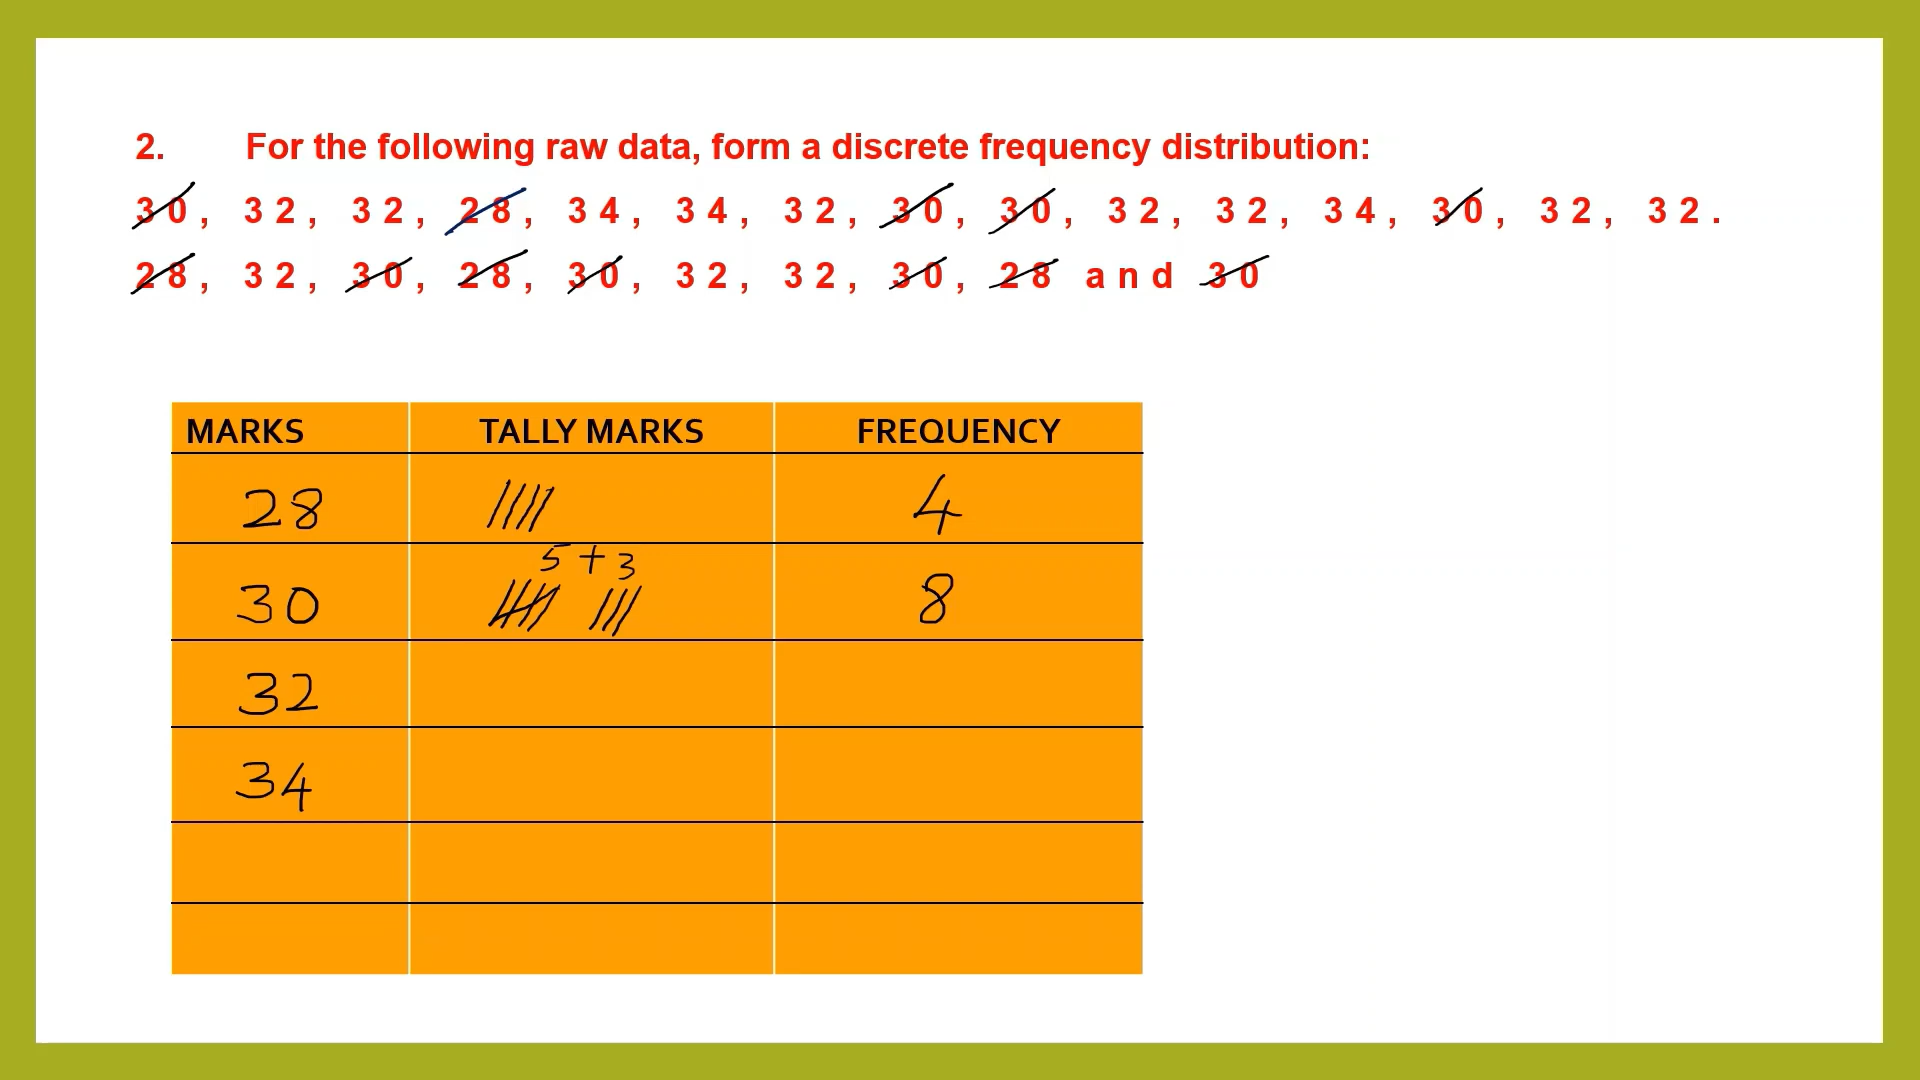 2. For the following raw data, form a discrete frequency distribution:
30, 32, 32, 28, 34, 34, 32, 30, 30, 32, 32, 34, 30, 32, 32.
28, 32, 30, 28, 30, 32, 32, 30, 28 and 30
MARKS TALLY MARKS FREQUENCY
28 |||| 4
5 + 3
30 |||| ||| 8
32
34